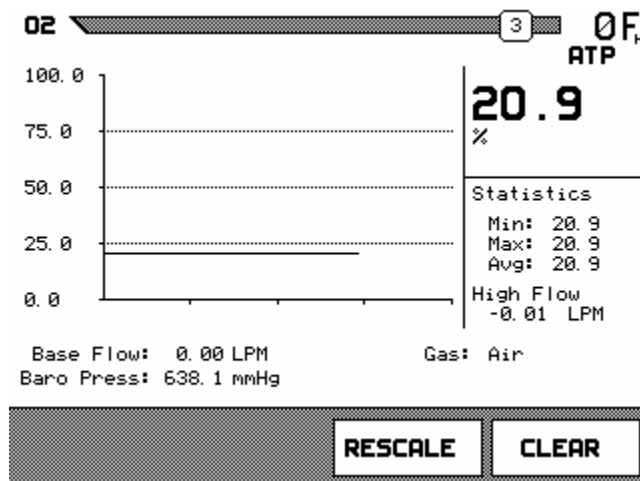 O2 3
ATP
100.0
75.0
50.0
25.0
0.0
20.9
%
Statistics
Min: 20.9
Max: 20.9
Avg: 20.9
High Flow
-0.01 LPM
Base Flow: 0.00 LPM Gas: Air
Baro Press: 638.1 mmHg
RESCALE CLEAR